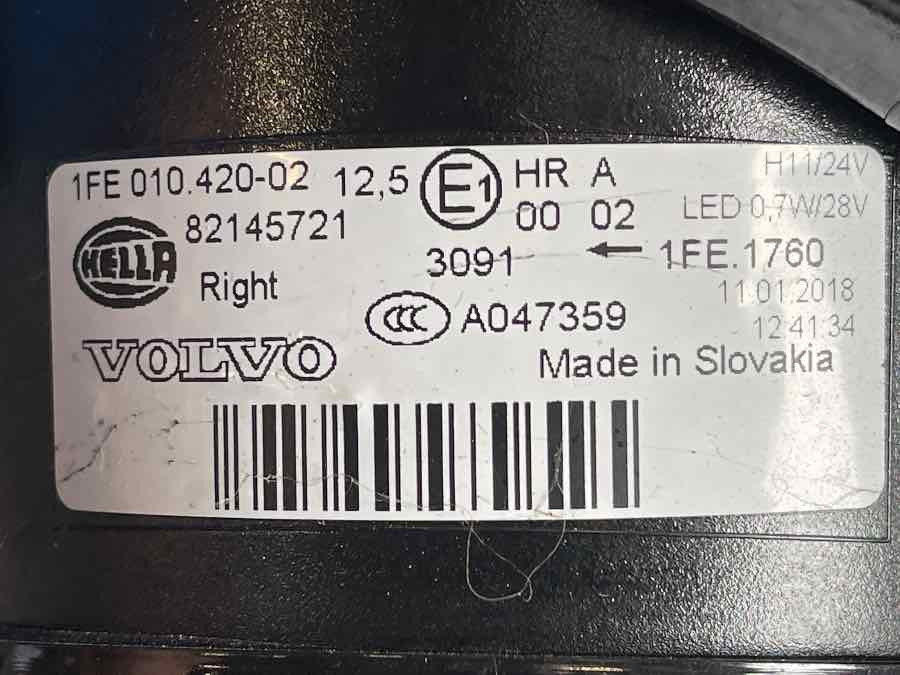 1FE 010.420-02 12,5 E1 HR A H11/24V
82145721 00 02 LED 0,7W/28V
HELLA 3091 ← 1FE.1760
Right 11.01.2018
CCC A047359 12:41:34
VOLVO Made in Slovakia